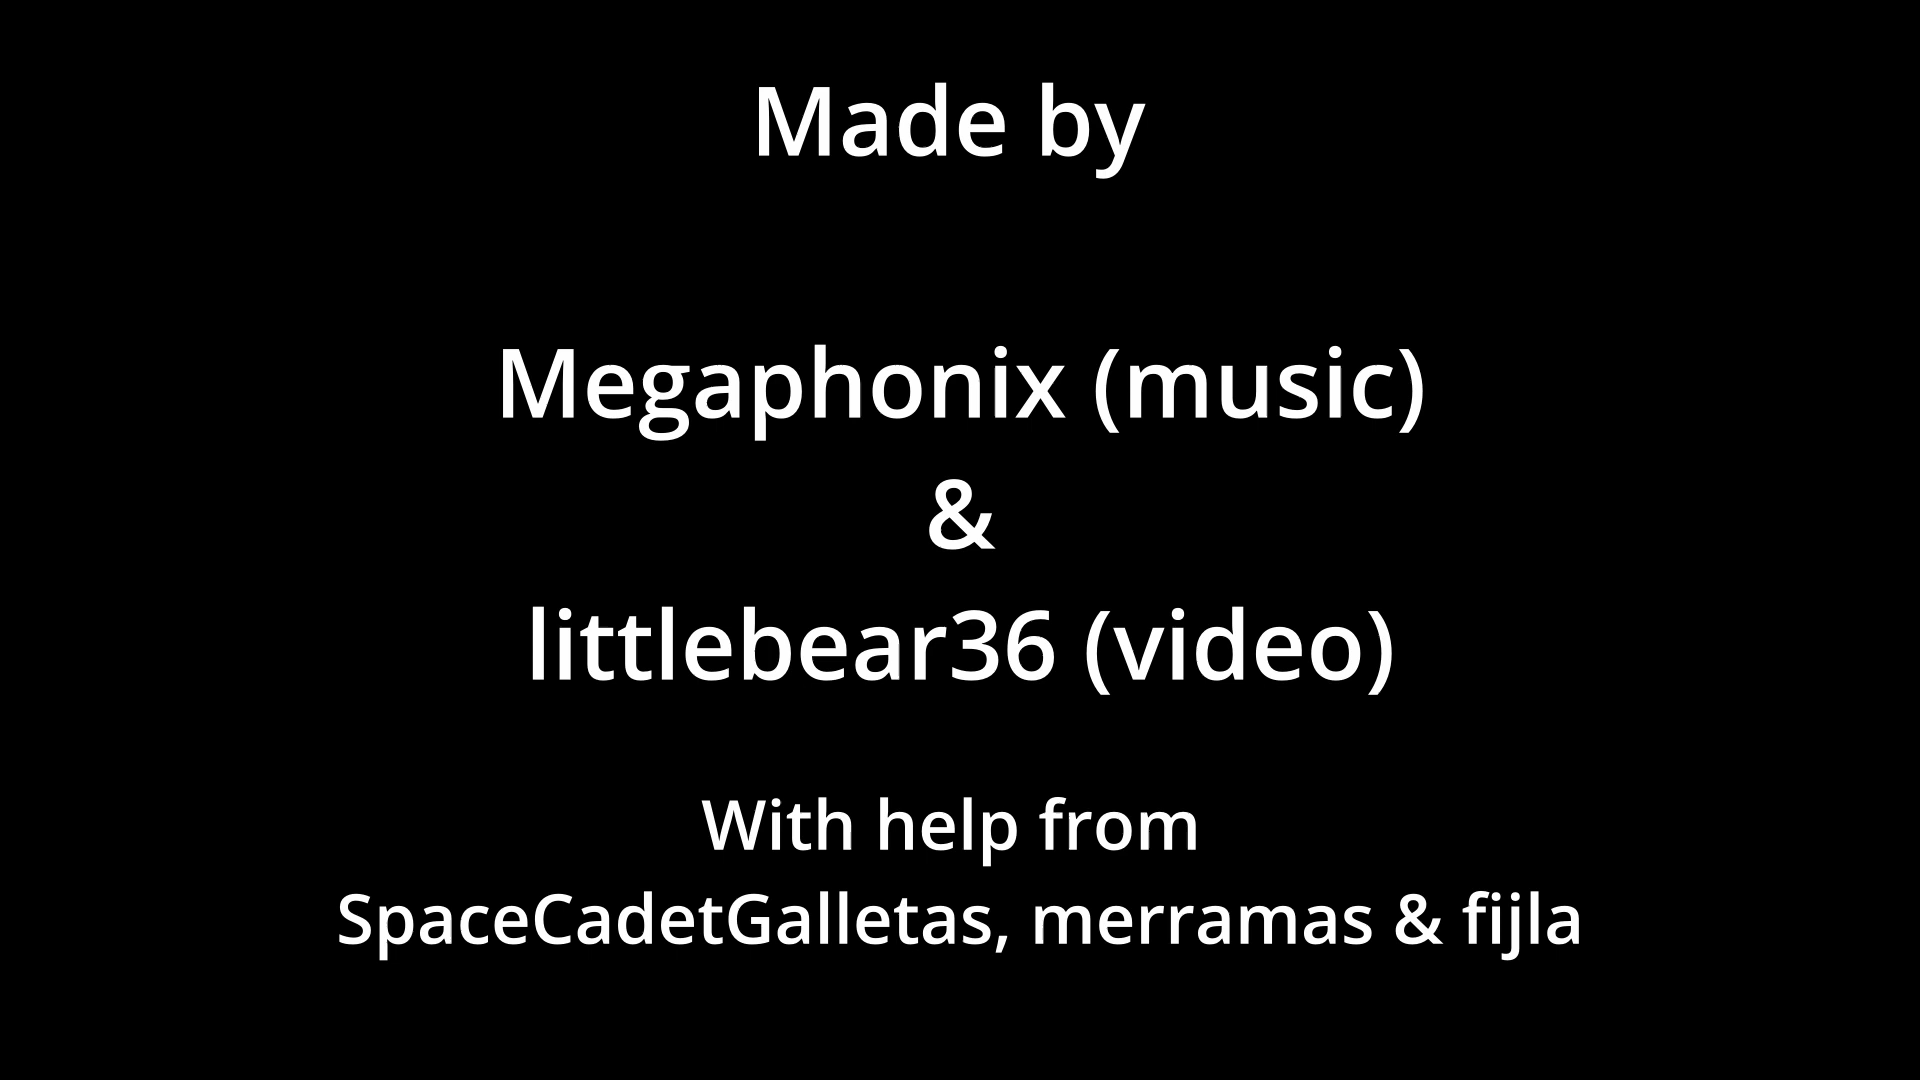 Made by
Megaphonix (music)
&
littlebear36 (video)
With help from
SpaceCadetGalletas, merramas & fijla